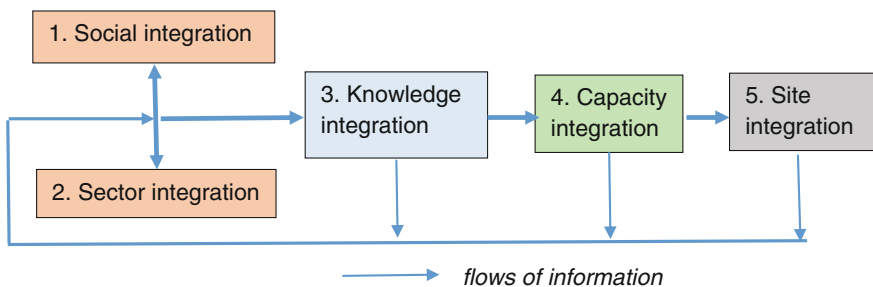 1. Social integration
2. Sector integration
3. Knowledge
integration
4. Capacity
integration
5. Site
integration
flows of information